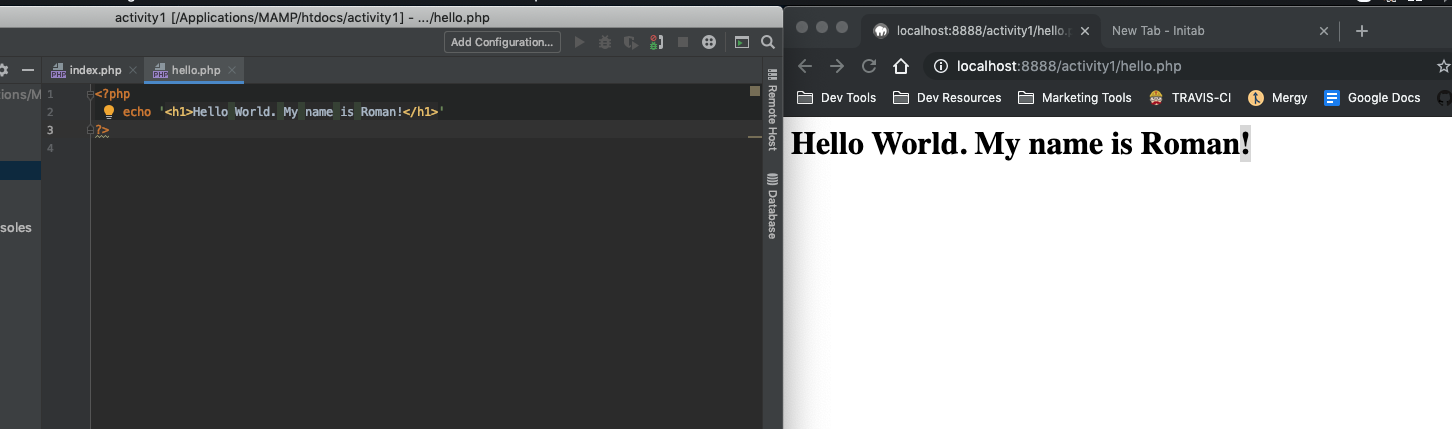 activity1 [/Applications/MAMP/htdocs/activity1] - .../hello.php
Add Configuration...
index.php
hello.php
1 <?php
2 echo '<h1>Hello World. My name is Roman!</h1>'
3 ?>
4
soles
Remote Host
Database
localhost:8888/activity1/hello.p
New Tab - Initab
localhost:8888/activity1/hello.php
Dev Tools
Dev Resources
Marketing Tools
TRAVIS-CI
Mergy
Google Docs
Hello World. My name is Roman!